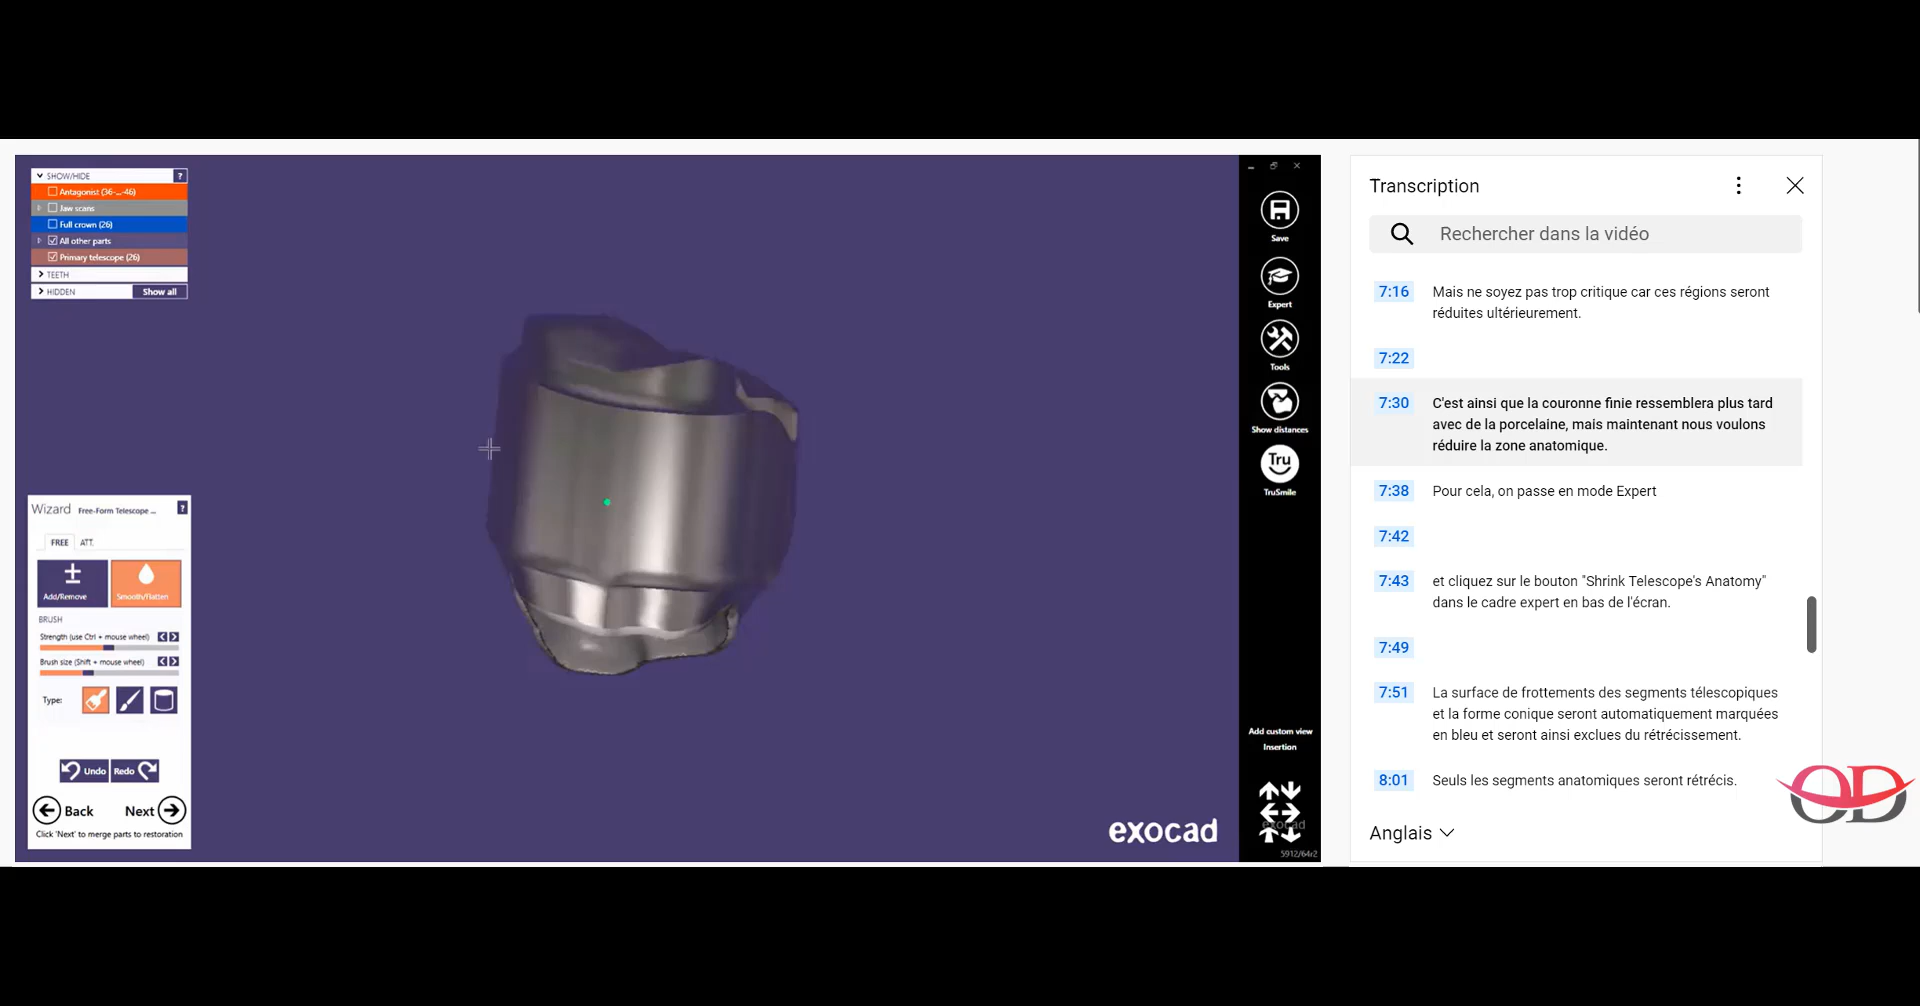 SHOW/HIDE
?
Antagonist (36-...-46)
Jaw scans
Full crown (26)
All other parts
Primary telescope (26)
TEETH
HIDDEN
Show all
Wizard Free-Form Telescope ...
?
FREE ATT.
Add/Remove
Smooth/Flatten
BRUSH
Strength (use Ctrl + mouse wheel)
Brush size (Shift + mouse wheel)
Type:
Undo
Redo
Back
Next
Click 'Next' to merge parts to restoration
exocad
Save
Expert
Tools
Show distances
Tru
TruSmile
Add custom view
Insertion
exocad
5912/64r2
Transcription
Rechercher dans la vidéo
7:16
Mais ne soyez pas trop critique car ces régions seront
réduites ultérieurement.
7:22
7:30
C'est ainsi que la couronne finie ressemblera plus tard
avec de la porcelaine, mais maintenant nous voulons
réduire la zone anatomique.
7:38
Pour cela, on passe en mode Expert
7:42
7:43
et cliquez sur le bouton "Shrink Telescope's Anatomy"
dans le cadre expert en bas de l'écran.
7:49
7:51
La surface de frottements des segments télescopiques
et la forme conique seront automatiquement marquées
en bleu et seront ainsi exclues du rétrécissement.
8:01
Seuls les segments anatomiques seront rétrécis.
Anglais
OD